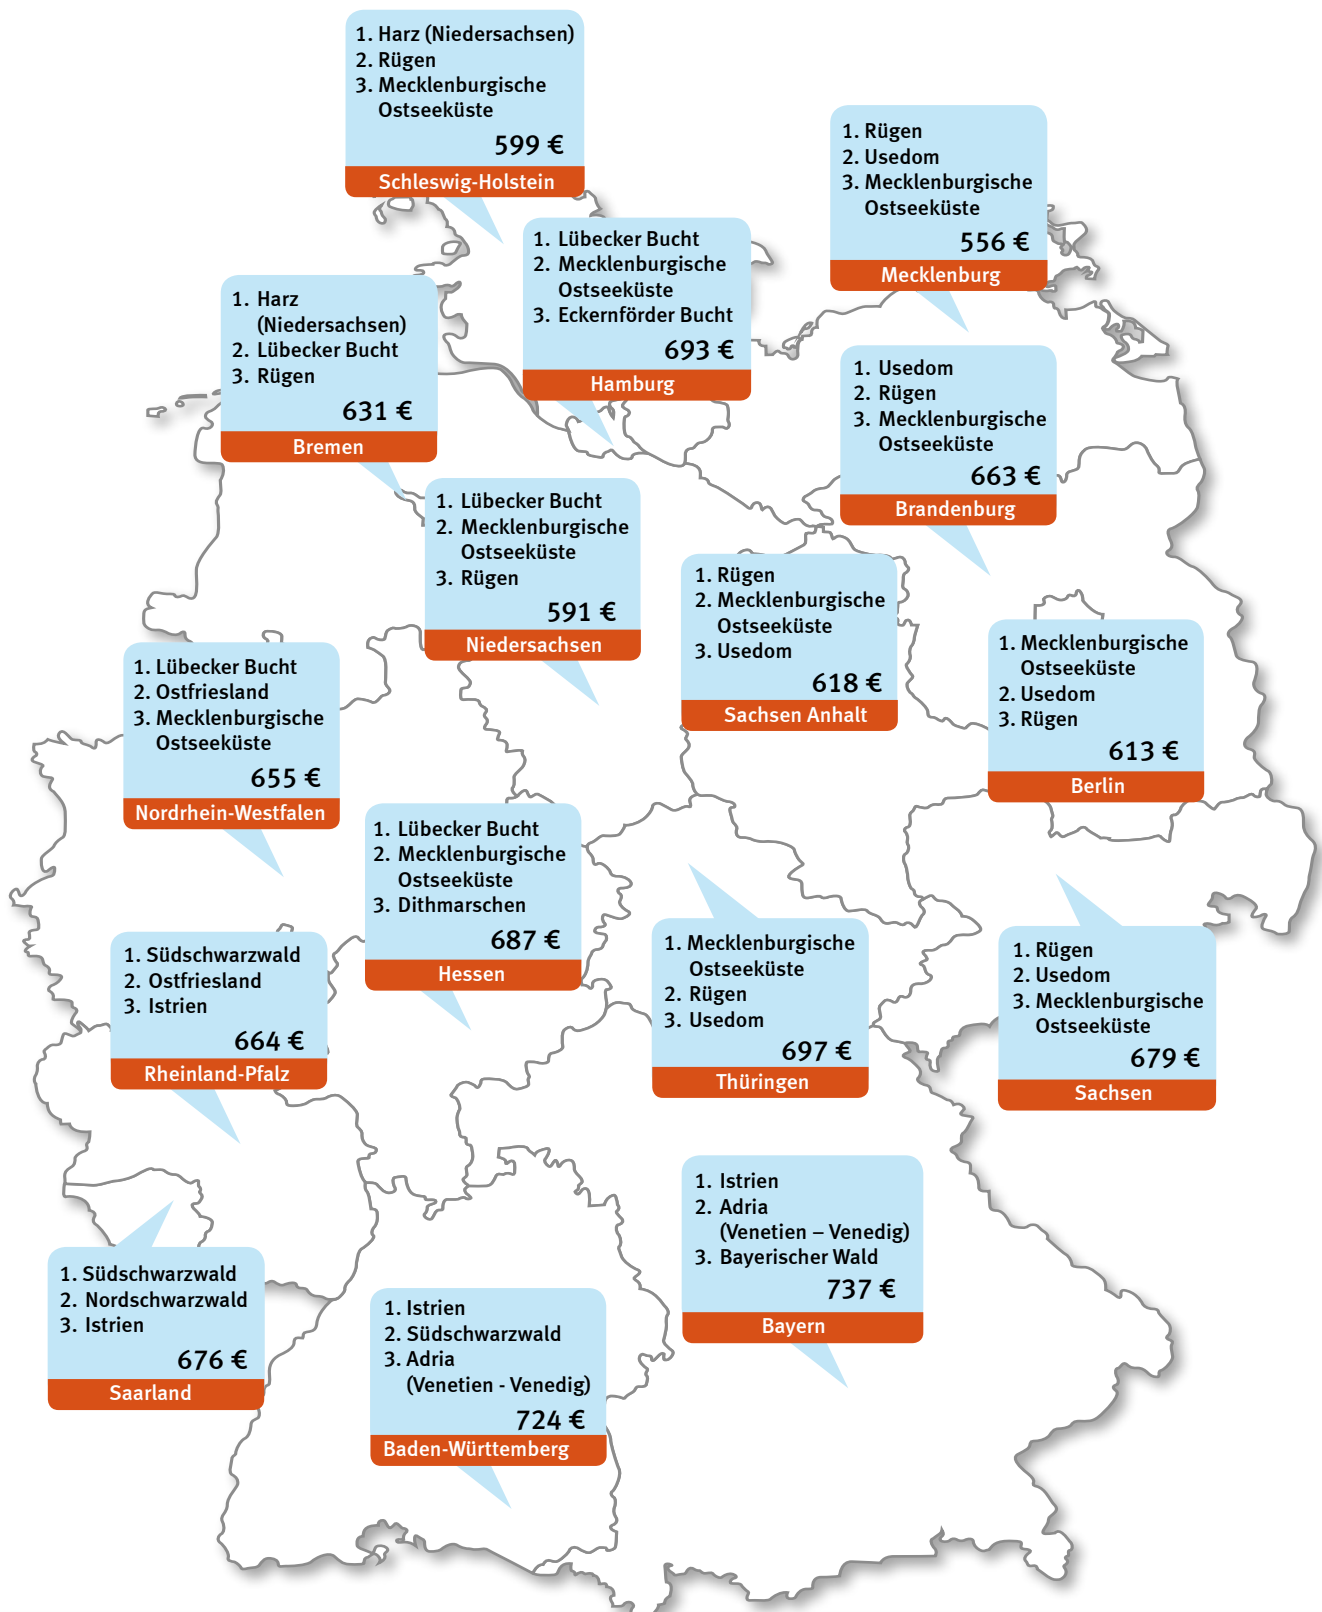 1. Harz (Niedersachsen)
2. Rügen
3. Mecklenburgische
Ostseeküste
599 €
Schleswig-Holstein
1. Rügen
2. Usedom
3. Mecklenburgische
Ostseeküste
556 €
Mecklenburg
1. Lübecker Bucht
2. Mecklenburgische
Ostseeküste
3. Eckernförder Bucht
693 €
Hamburg
1. Harz
(Niedersachsen)
2. Lübecker Bucht
3. Rügen
631 €
Bremen
1. Usedom
2. Rügen
3. Mecklenburgische
Ostseeküste
663 €
Brandenburg
1. Lübecker Bucht
2. Mecklenburgische
Ostseeküste
3. Rügen
591 €
Niedersachsen
1. Rügen
2. Mecklenburgische
Ostseeküste
3. Usedom
618 €
Sachsen Anhalt
1. Mecklenburgische
Ostseeküste
2. Usedom
3. Rügen
613 €
Berlin
1. Lübecker Bucht
2. Ostfriesland
3. Mecklenburgische
Ostseeküste
655 €
Nordrhein-Westfalen
1. Lübecker Bucht
2. Mecklenburgische
Ostseeküste
3. Dithmarschen
687 €
Hessen
1. Südschwarzwald
2. Ostfriesland
3. Istrien
664 €
Rheinland-Pfalz
1. Mecklenburgische
Ostseeküste
2. Rügen
3. Usedom
697 €
Thüringen
1. Rügen
2. Usedom
3. Mecklenburgische
Ostseeküste
679 €
Sachsen
1. Istrien
2. Adria
(Venetien – Venedig)
3. Bayerischer Wald
737 €
Bayern
1. Südschwarzwald
2. Nordschwarzwald
3. Istrien
676 €
Saarland
1. Istrien
2. Südschwarzwald
3. Adria
(Venetien - Venedig)
724 €
Baden-Württemberg